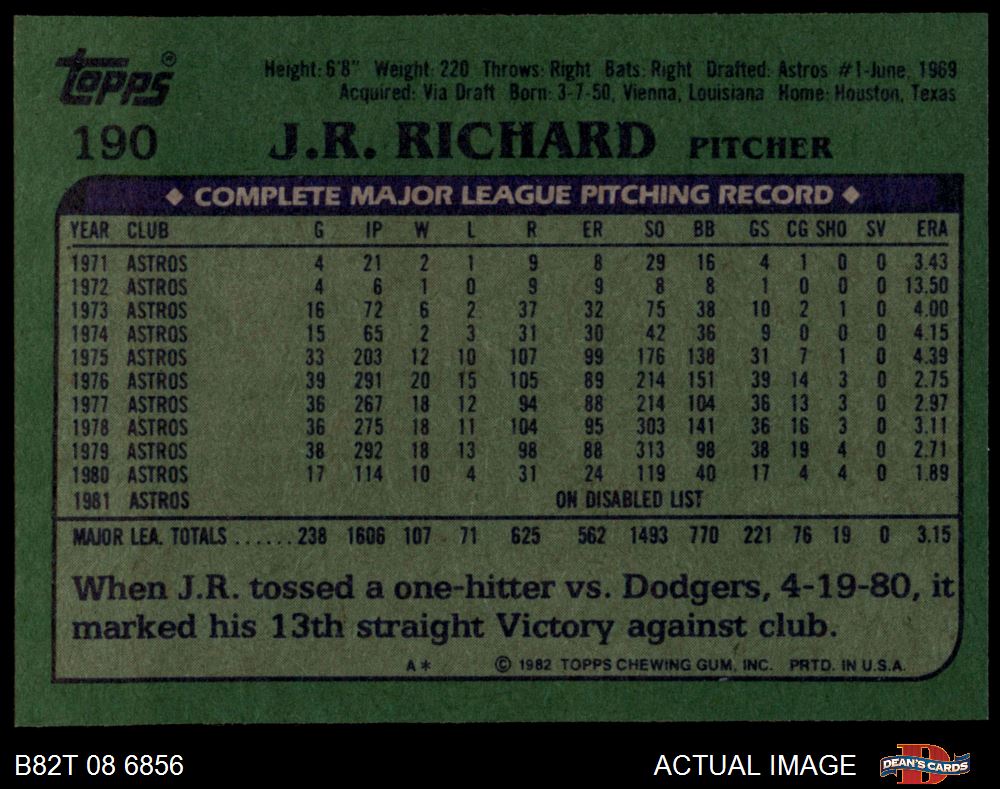 Topps®
Height: 6'8" Weight: 220 Throws: Right Bats: Right Drafted: Astros #1-June, 1969
Acquired: Via Draft Born: 3-7-50, Vienna, Louisiana Home: Houston, Texas
190 J.R. RICHARD PITCHER
◆ COMPLETE MAJOR LEAGUE PITCHING RECORD ◆
YEAR CLUB G IP W L R ER SO BB GS CG SHO SV ERA
1971 ASTROS 4 21 2 1 9 8 29 16 4 1 0 0 3.43
1972 ASTROS 4 6 1 0 9 9 8 8 1 0 0 0 13.50
1973 ASTROS 16 72 6 2 37 32 75 38 10 2 1 0 4.00
1974 ASTROS 15 65 2 3 31 30 42 36 9 0 0 0 4.15
1975 ASTROS 33 203 12 10 107 99 176 138 31 7 1 0 4.39
1976 ASTROS 39 291 20 15 105 89 214 151 39 14 3 0 2.75
1977 ASTROS 36 267 18 12 94 88 214 104 36 13 3 0 2.97
1978 ASTROS 36 275 18 11 104 95 303 141 36 16 3 0 3.11
1979 ASTROS 38 292 18 13 98 88 313 98 38 19 4 0 2.71
1980 ASTROS 17 114 10 4 31 24 119 40 17 4 4 0 1.89
1981 ASTROS ON DISABLED LIST
MAJOR LEA. TOTALS ...... 238 1606 107 71 625 562 1493 770 221 76 19 0 3.15
When J.R. tossed a one-hitter vs. Dodgers, 4-19-80, it
marked his 13th straight Victory against club.
A* © 1982 TOPPS CHEWING GUM, INC. PRTD. IN U.S.A.
B82T 08 6856 ACTUAL IMAGE D DEAN'S CARDS